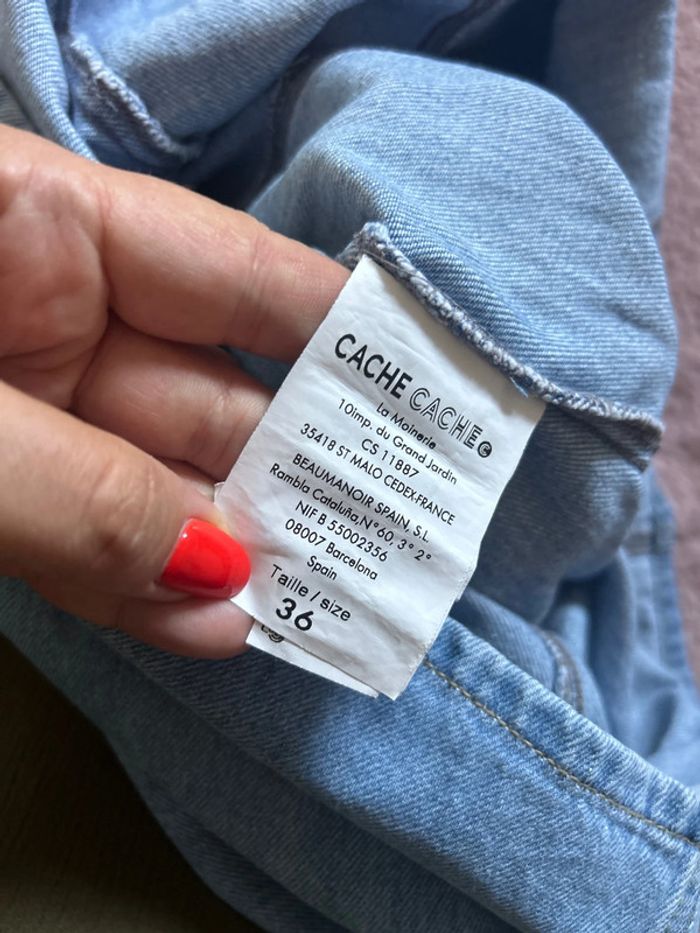 CACHE CACHE
La Moinerie
10imp. du Grand Jardin
CS 11887
35418 ST MALO CEDEX-FRANCE
BEAUMANOIR SPAIN, S.L
Rambla Cataluña,N°60, 3° 2°
NIF B 55002356
08007 Barcelona
Spain
Taille / size
36